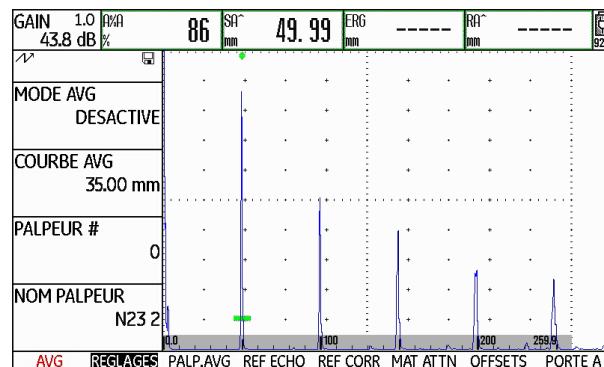 GAIN 1.0
43.8 dB
A%A
%
86
SA^
mm
49.99
ERG
mm
-----
RA^
mm
-----
92
MODE AVG
DESACTIVE
COURBE AVG
35.00 mm
PALPEUR #
0
NOM PALPEUR
N23 2
0.0 100 200 259.9
AVG REGLAGES PALP.AVG REF ECHO REF CORR MAT ATTN OFFSETS PORTE A